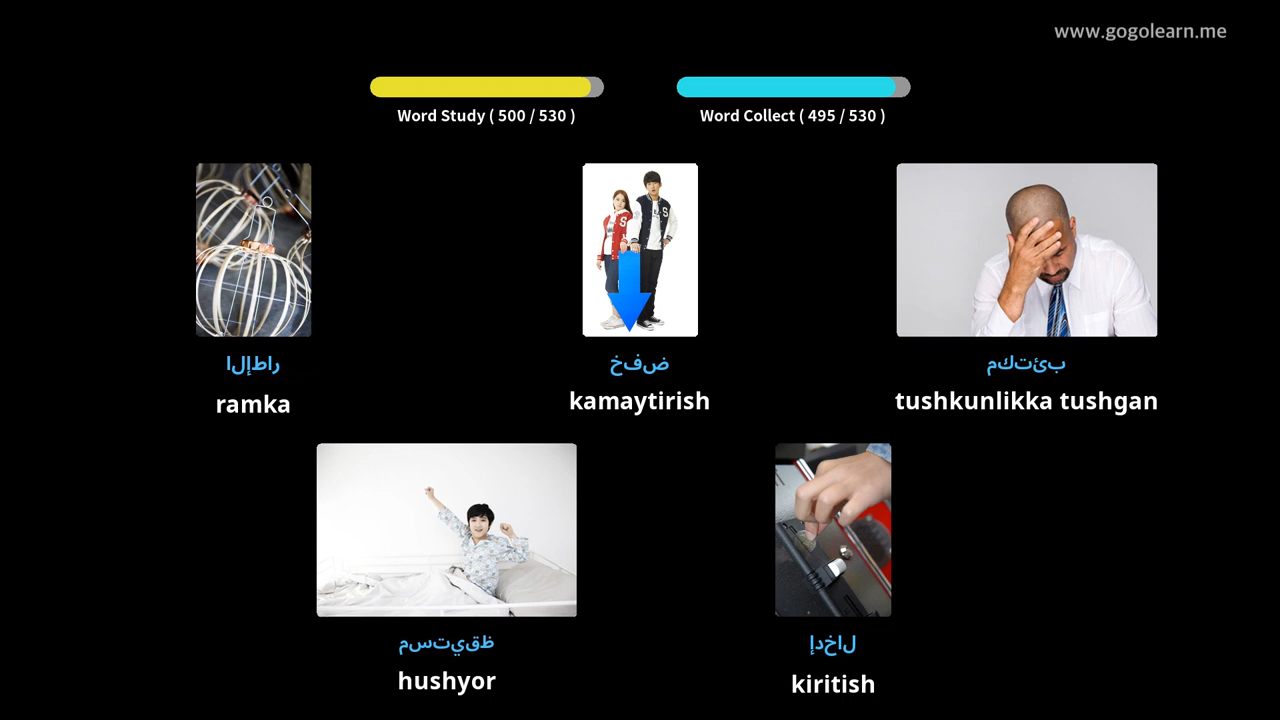 www.gogolearn.me
Word Study ( 500 / 530 )
Word Collect ( 495 / 530 )
الإطار
ramka
خفض
kamaytirish
مكتئب
tushkunlikka tushgan
مستيقظ
hushyor
إدخال
kiritish